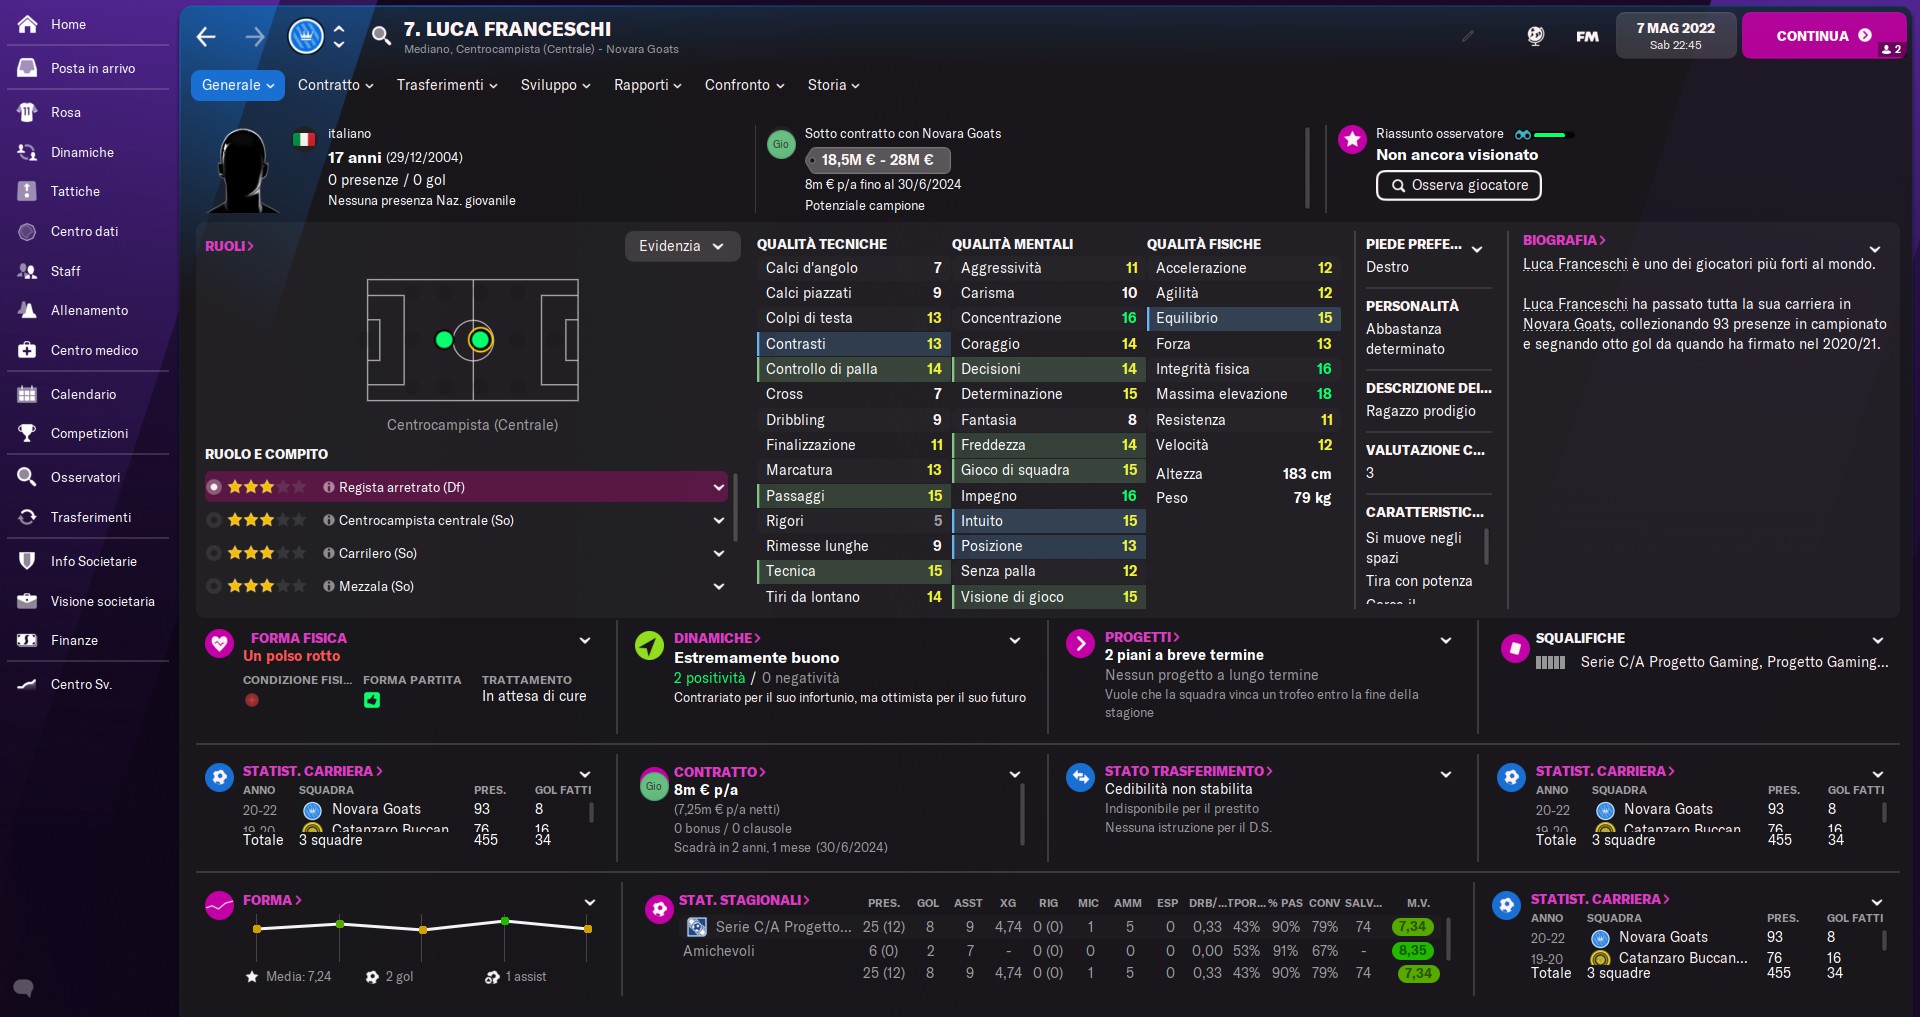 Home
Posta in arrivo
Rosa
Dinamiche
Tattiche
Centro dati
Staff
Allenamento
Centro medico
Calendario
Competizioni
Osservatori
Trasferimenti
Info Societarie
Visione societaria
Finanze
Centro Sv.
7. LUCA FRANCESCHI
Mediano, Centrocampista (Centrale) - Novara Goats
FM
7 MAG 2022
Sab 22:45
CONTINUA
2
Generale
Contratto
Trasferimenti
Sviluppo
Rapporti
Confronto
Storia
italiano
17 anni (29/12/2004)
0 presenze / 0 gol
Nessuna presenza Naz. giovanile
Gio
Sotto contratto con Novara Goats
18,5M € - 28M €
8m € p/a fino al 30/6/2024
Potenziale campione
Riassunto osservatore
Non ancora visionato
Osserva giocatore
RUOLI
Evidenzia
Centrocampista (Centrale)
RUOLO E COMPITO
Regista arretrato (Df)
Centrocampista centrale (So)
Carrilero (So)
Mezzala (So)
QUALITÀ TECNICHE
Calci d'angolo 7
Calci piazzati 9
Colpi di testa 13
Contrasti 13
Controllo di palla 14
Cross 7
Dribbling 9
Finalizzazione 11
Marcatura 13
Passaggi 15
Rigori 5
Rimesse lunghe 9
Tecnica 15
Tiri da lontano 14
QUALITÀ MENTALI
Aggressività 11
Carisma 10
Concentrazione 16
Coraggio 14
Decisioni 14
Determinazione 15
Fantasia 8
Freddezza 14
Gioco di squadra 15
Impegno 16
Intuito 15
Posizione 13
Senza palla 12
Visione di gioco 15
QUALITÀ FISICHE
Accelerazione 12
Agilità 12
Equilibrio 15
Forza 13
Integrità fisica 16
Massima elevazione 18
Resistenza 11
Velocità 12
Altezza 183 cm
Peso 79 kg
PIEDE PREFE...
Destro
PERSONALITÀ
Abbastanza
determinato
DESCRIZIONE DEI...
Ragazzo prodigio
VALUTAZIONE C...
3
CARATTERISTIC...
Si muove negli
spazi
Tira con potenza
BIOGRAFIA
Luca Franceschi è uno dei giocatori più forti al mondo.
Luca Franceschi ha passato tutta la sua carriera in
Novara Goats, collezionando 93 presenze in campionato
e segnando otto gol da quando ha firmato nel 2020/21.
FORMA FISICA
Un polso rotto
CONDIZIONE FISI... FORMA PARTITA TRATTAMENTO
In attesa di cure
DINAMICHE
Estremamente buono
2 positività / 0 negatività
Contrariato per il suo infortunio, ma ottimista per il suo futuro
PROGETTI
2 piani a breve termine
Nessun progetto a lungo termine
Vuole che la squadra vinca un trofeo entro la fine della
stagione
SQUALIFICHE
Serie C/A Progetto Gaming, Progetto Gaming...
STATIST. CARRIERA
ANNO SQUADRA PRES. GOL FATTI
20-22 Novara Goats 93 8
19-20 Catanzaro Buccan 76 16
Totale 3 squadre 455 34
CONTRATTO
Gio
8m € p/a
(7,25m € p/a netti)
0 bonus / 0 clausole
Scadrà in 2 anni, 1 mese (30/6/2024)
STATO TRASFERIMENTO
Cedibilità non stabilita
Indisponibile per il prestito
Nessuna istruzione per il D.S.
STATIST. CARRIERA
ANNO SQUADRA PRES. GOL FATTI
20-22 Novara Goats 93 8
19-20 Catanzaro Buccan 76 16
Totale 3 squadre 455 34
FORMA
Media: 7,24 2 gol 1 assist
STAT. STAGIONALI
PRES. GOL ASST XG RIG MIC AMM ESP DRB/... TPOR... % PAS CONV SALV... M.V.
Serie C/A Progetto... 25 (12) 8 9 4,74 0 (0) 1 5 0 0,33 43% 90% 79% 74 7,34
Amichevoli 6 (0) 2 7 - 0 (0) 0 0 0 0,00 53% 91% 67% - 8,35
25 (12) 8 9 4,74 0 (0) 1 5 0 0,33 43% 90% 79% 74 7,34
STATIST. CARRIERA
ANNO SQUADRA PRES. GOL FATTI
20-22 Novara Goats 93 8
19-20 Catanzaro Buccan... 76 16
Totale 3 squadre 455 34